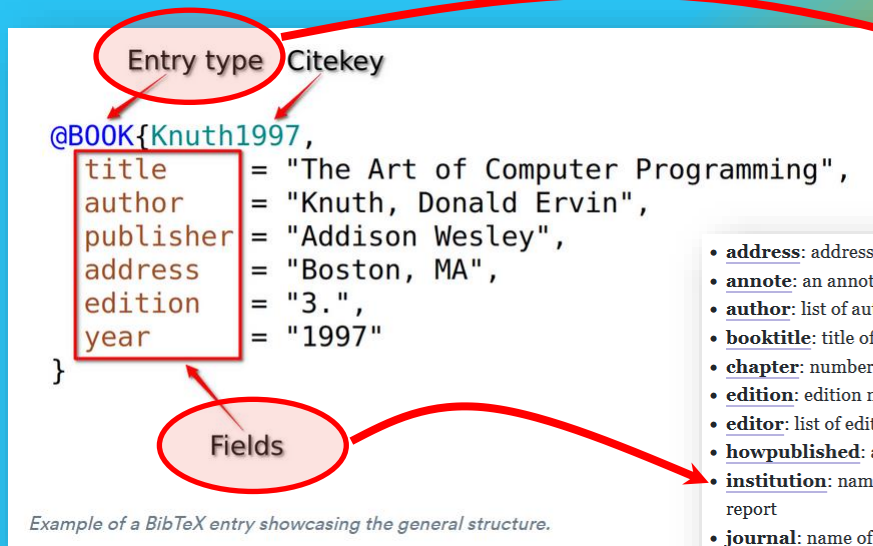 Entry type Citekey
@BOOK{Knuth1997,
title = "The Art of Computer Programming",
author = "Knuth, Donald Ervin",
publisher = "Addison Wesley",
address = "Boston, MA",
edition = "3.",
year = "1997"
}
Fields
Example of a BibTeX entry showcasing the general structure.
• address: address
• annote: an annot
• author: list of au
• booktitle: title of
• chapter: number
• edition: edition n
• editor: list of edit
• howpublished: a
• institution: nam
report
• journal: name of